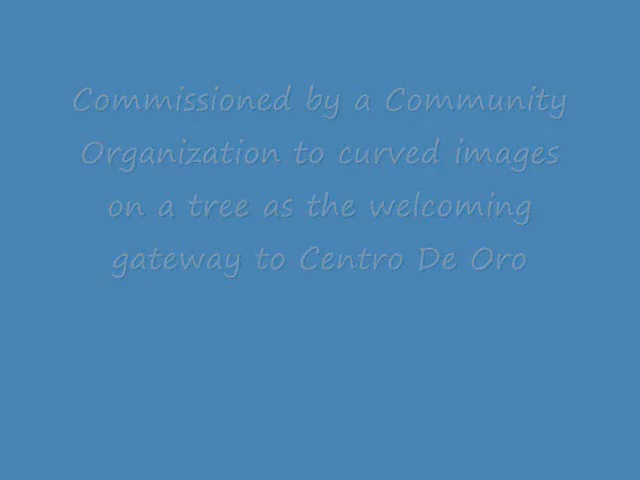 Commissioned by a Community
Organization to curved images
on a tree as the welcoming
gateway to Centro De Oro